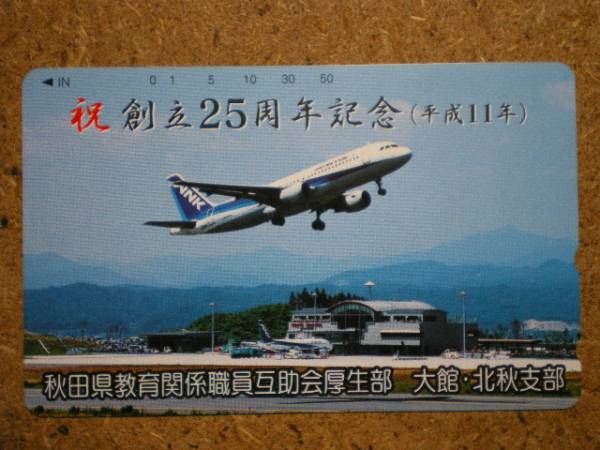 ◀IN 0 1 5 10 30 50
祝 創立25周年記念(平成11年)
NNK
秋田県教育関係職員互助会厚生部 大館・北秋支部